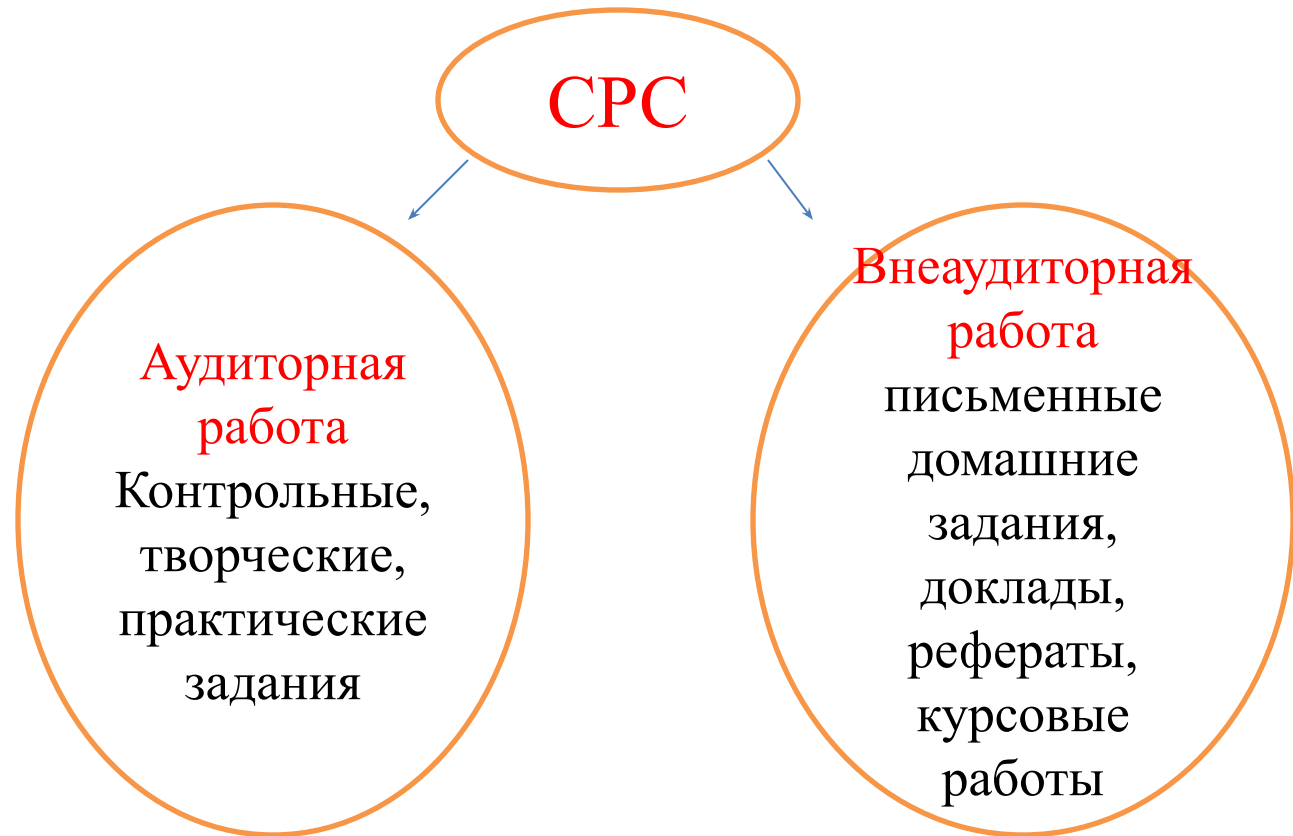 СРС
Аудиторная
работа
Контрольные,
творческие,
практические
задания
Внеаудиторная
работа
письменные
домашние
задания,
доклады,
рефераты,
курсовые
работы